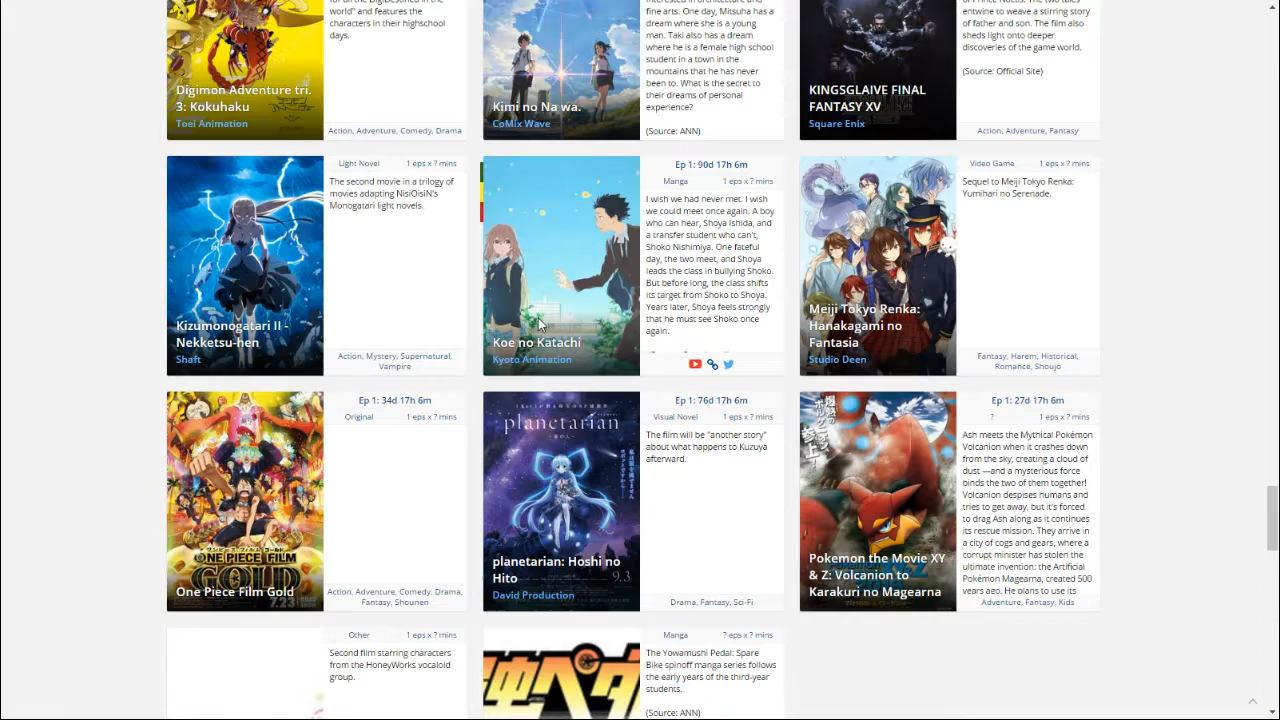 for all the DigiDestined in the
world" and features the
characters in their highschool
days.
Digimon Adventure tri.
3: Kokuhaku
Toei Animation
Action, Adventure, Comedy, Drama
interested in architecture and
fine arts. One day, Mitsuha has a
dream where she is a young
man. Taki also has a dream
where he is a female high school
student in a town in the
mountains that he has never
been to. What is the secret to
their dreams of personal
experience?
(Source: ANN)
Kimi no Na wa.
CoMix Wave
of Prince Noctis. The two tales
entwine to weave a stirring story
of father and son. The film also
sheds light onto deeper
discoveries of the game world.
(Source: Official Site)
KINGSGLAIVE FINAL
FANTASY XV
Square Enix
Action, Adventure, Fantasy
Light Novel
1 eps x ? mins
The second movie in a trilogy of
movies adapting NisiOisiN's
Monogatari light novels.
Kizumonogatari II -
Nekketsu-hen
Shaft
Action, Mystery, Supernatural,
Vampire
Ep 1: 90d 17h 6m
Manga
1 eps x ? mins
I wish we had never met. I wish
we could meet once again. A boy
who can hear, Shoya Ishida, and
a transfer student who can't,
Shoko Nishimiya. One fateful
day, the two meet, and Shoya
leads the class in bullying Shoko.
But before long, the class shifts
its target from Shoko to Shoya.
Years later, Shoya feels strongly
that he must see Shoko once
again.
Koe no Katachi
Kyoto Animation
Video Game
1 eps x ? mins
Sequel to Meiji Tokyo Renka:
Yumihari no Serenade.
Meiji Tokyo Renka:
Hanakagami no
Fantasia
Studio Deen
Fantasy, Harem, Historical,
Romance, Shoujo
Ep 1: 34d 17h 6m
Original
1 eps x ? mins
ONE PIECE FILM
GOLD
7.23
One Piece Film Gold
Action, Adventure, Comedy, Drama,
Fantasy, Shounen
Ep 1: 76d 17h 6m
Visual Novel
1 eps x ? mins
The film will be "another story"
about what happens to Kuzuya
afterward.
planetarian
9.3
planetarian: Hoshi no
Hito
David Production
Drama, Fantasy, Sci-Fi
Ep 1: 27d 17h 6m
?
1 eps x ? mins
Ash meets the Mythical Pokémon
Volcanion when it crashes down
from the sky, creating a cloud of
dust —and a mysterious force
binds the two of them together!
Volcanion despises humans and
tries to get away, but it's forced
to drag Ash along as it continues
its rescue mission. They arrive in
a city of cogs and gears, where a
corrupt minister has stolen the
ultimate invention: the Artificial
Pokémon Magearna, created 500
years ago. He plans to use its
Pokemon the Movie XY
& Z: Volcanion to
Karakuri no Magearna
Adventure, Fantasy, Kids
Other
1 eps x ? mins
Second film starring characters
from the HoneyWorks vocaloid
group.
Manga
? eps x ? mins
The Yowamushi Pedal: Spare
Bike spinoff manga series follows
the early years of the third-year
students.
(Source: ANN)